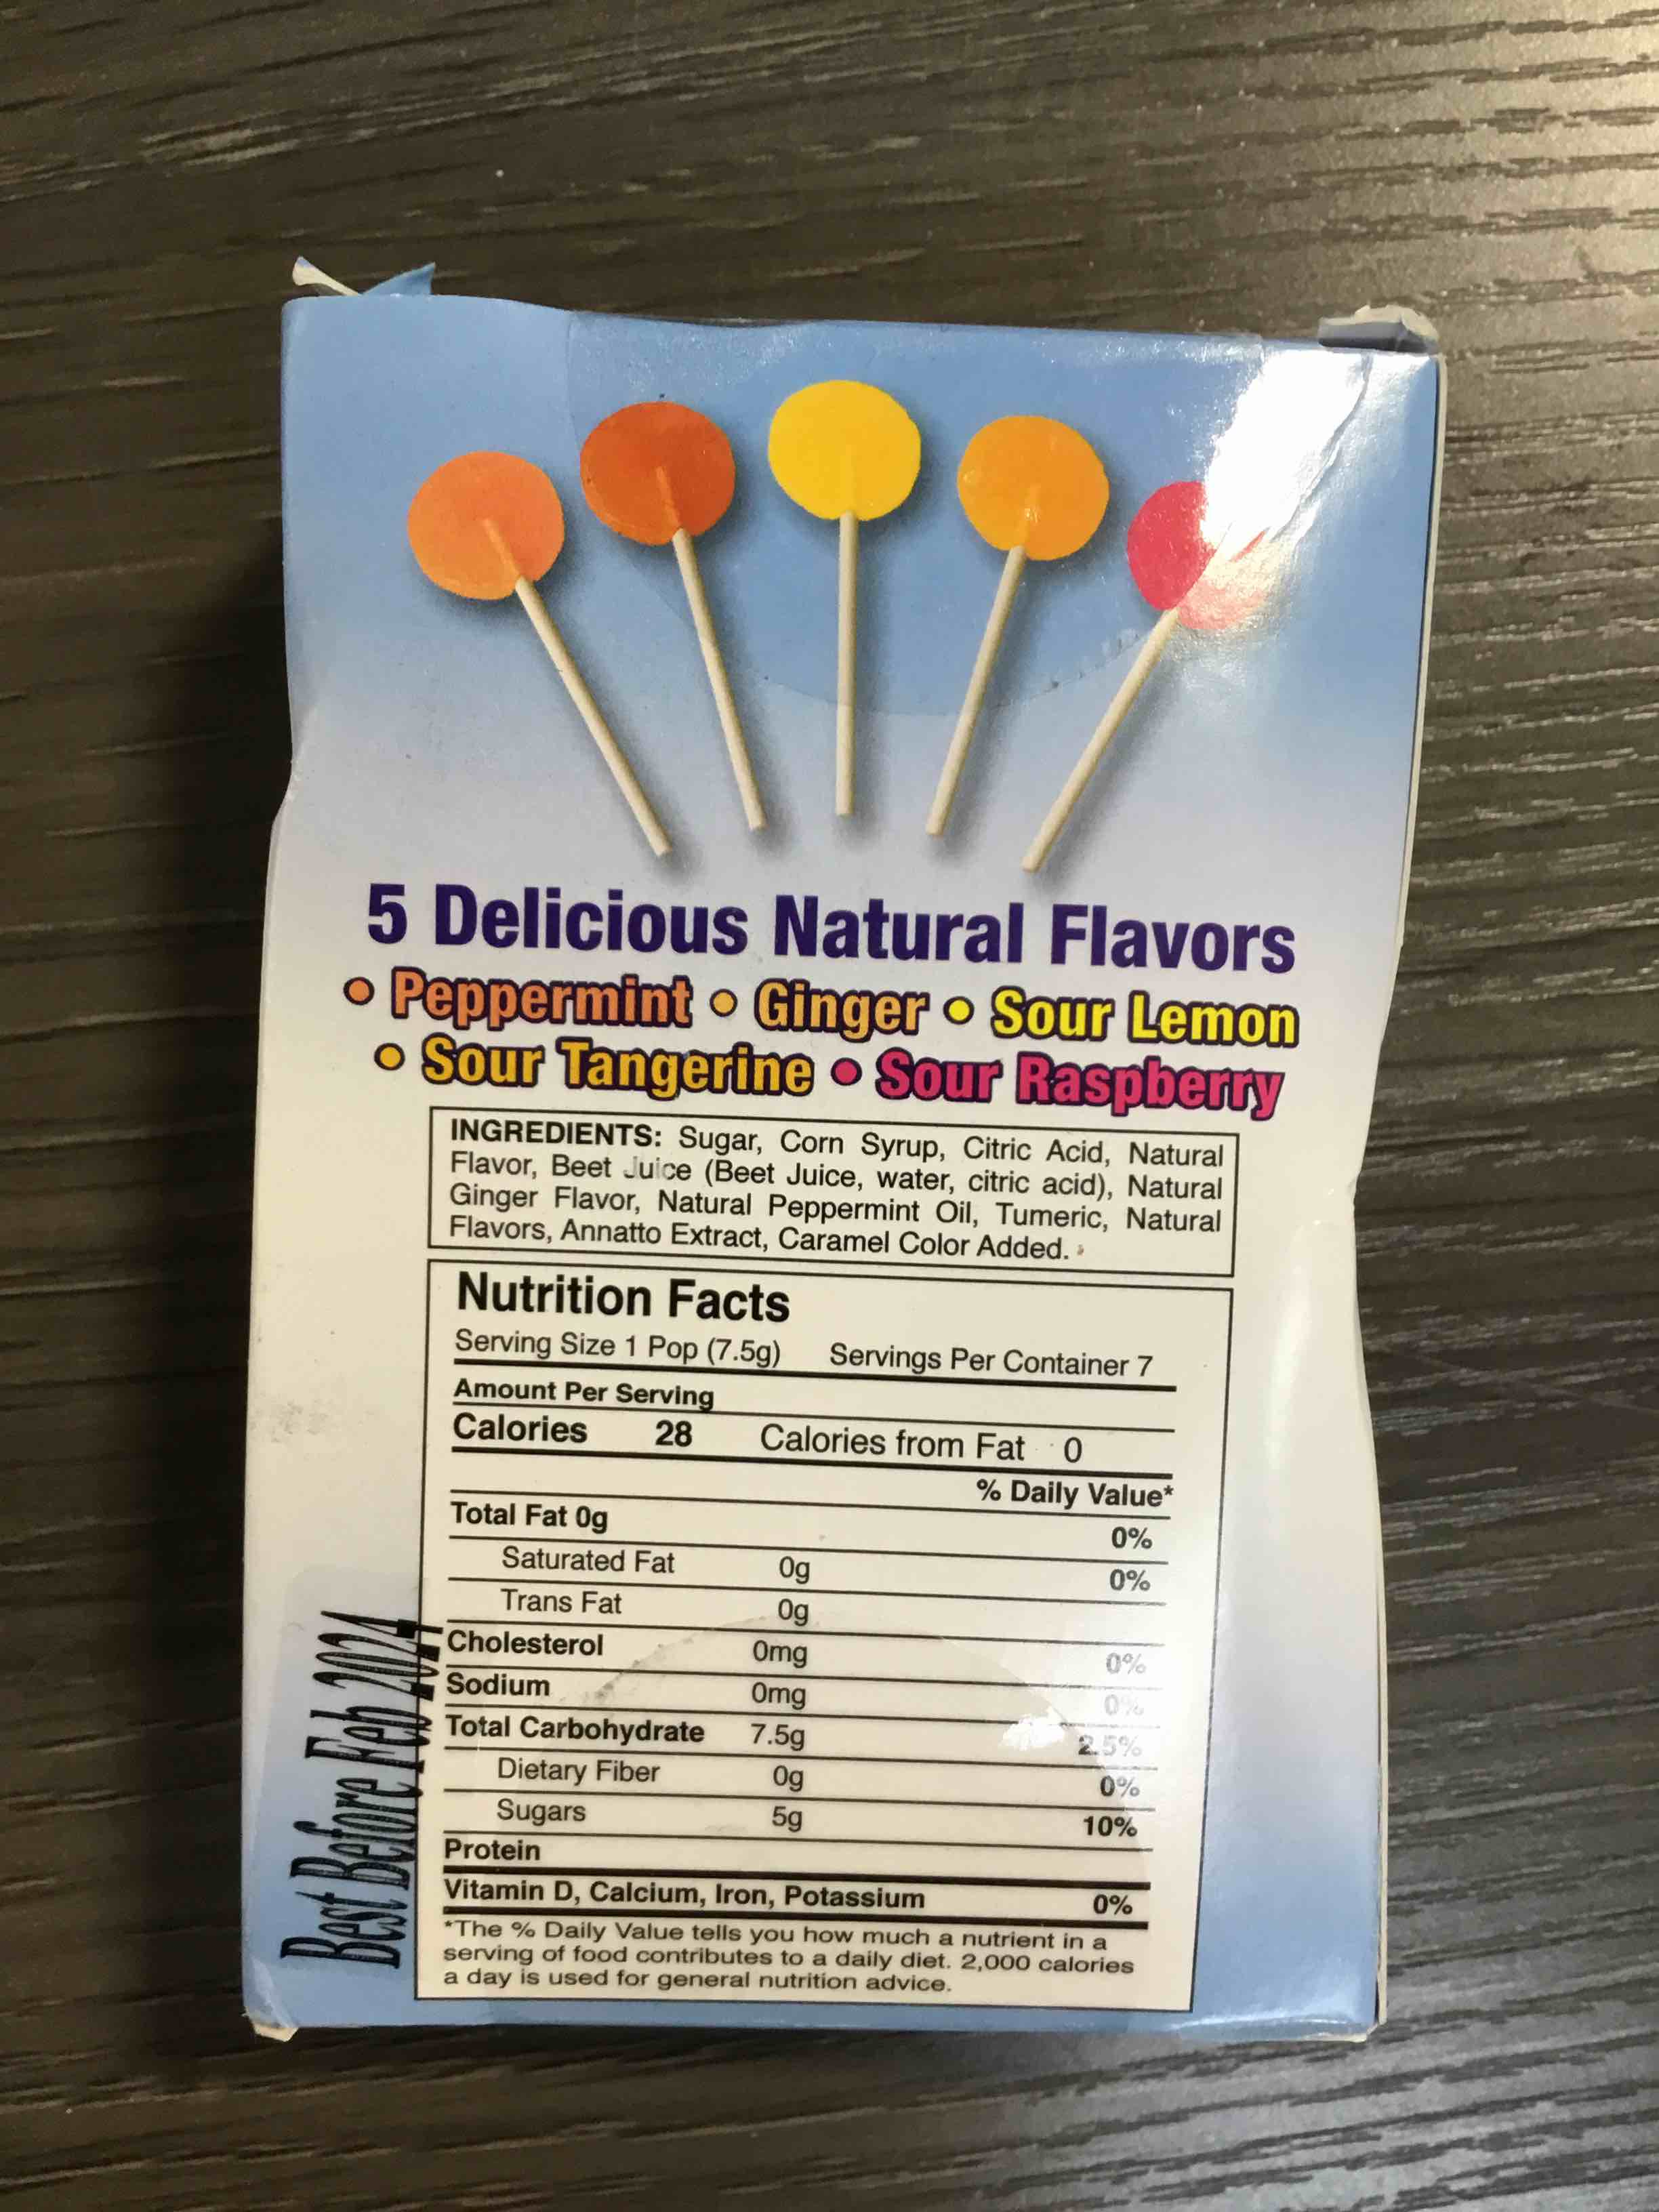 5 Delicious Natural Flavors
• Peppermint • Ginger • Sour Lemon
• Sour Tangerine • Sour Raspberry
INGREDIENTS: Sugar, Corn Syrup, Citric Acid, Natural
Flavor, Beet Juice (Beet Juice, water, citric acid), Natural
Ginger Flavor, Natural Peppermint Oil, Tumeric, Natural
Flavors, Annatto Extract, Caramel Color Added.
Nutrition Facts
Serving Size 1 Pop (7.5g) Servings Per Container 7
Amount Per Serving
Calories 28 Calories from Fat 0
% Daily Value*
Total Fat 0g 0%
Saturated Fat 0g 0%
Trans Fat 0g
Cholesterol 0mg 0%
Sodium 0mg 0%
Total Carbohydrate 7.5g 2.5%
Dietary Fiber 0g 0%
Sugars 5g 10%
Protein
Vitamin D, Calcium, Iron, Potassium 0%
*The % Daily Value tells you how much a nutrient in a
serving of food contributes to a daily diet. 2,000 calories
a day is used for general nutrition advice.
Best Before Feb 2024